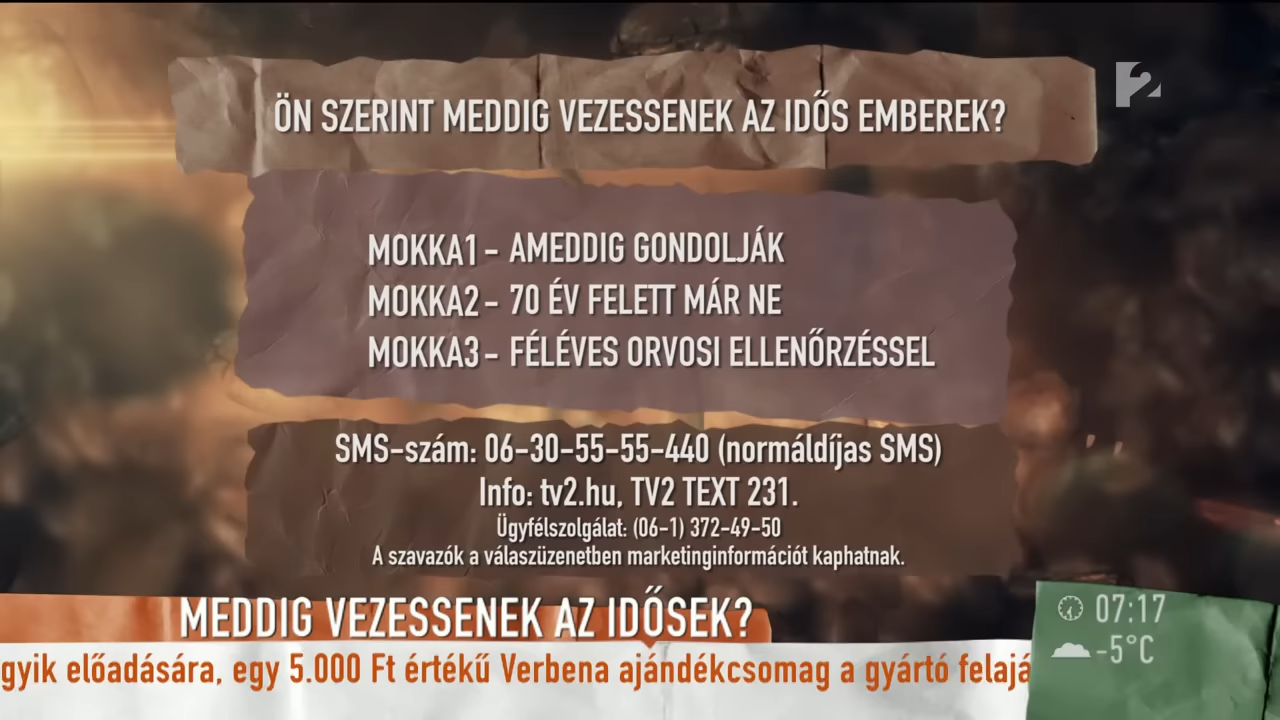 ÖN SZERINT MEDDIG VEZESSENEK AZ IDŐS EMBEREK?
2
MOKKA1 - AMEDDIG GONDOLJÁK
MOKKA2 - 70 ÉV FELETT MÁR NE
MOKKA3 - FÉLÉVES ORVOSI ELLENŐRZÉSSEL
SMS-szám: 06-30-55-55-440 (normáldíjas SMS)
Info: tv2.hu, TV2 TEXT 231.
Ügyfélszolgálat: (06-1) 372-49-50
A szavazók a válaszüzenetben marketinginformációt kaphatnak.
MEDDIG VEZESSENEK AZ IDŐSEK?
07:17
-5°C
gyik előadására, egy 5.000 Ft értékű Verbena ajándékcsomag a gyártó felajá